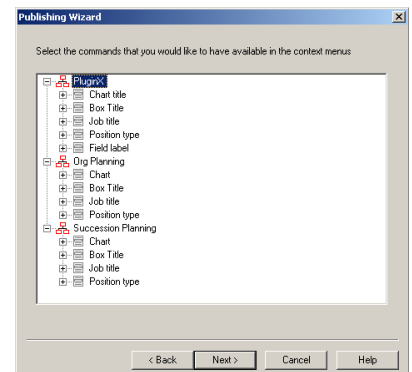 Publishing Wizard
Select the commands that you would like to have available in the context menus
PluginX
Chart title
Box Title
Job title
Position type
Field label
Org Planning
Chart
Box Title
Job title
Position type
Succession Planning
Chart
Box Title
Job title
Position type
< Back Next > Cancel Help